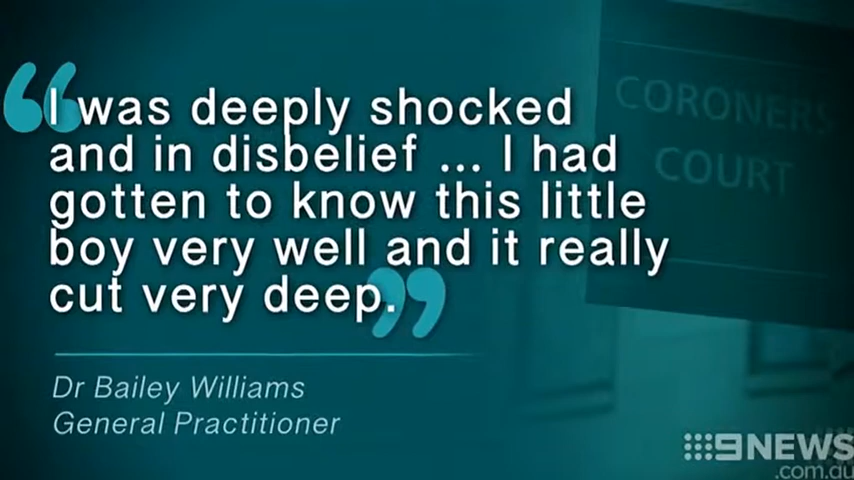 “I was deeply shocked
and in disbelief ... I had
gotten to know this little
boy very well and it really
cut very deep.”
Dr Bailey Williams
General Practitioner
CORONERS
COURT
9NEWS
.com.au